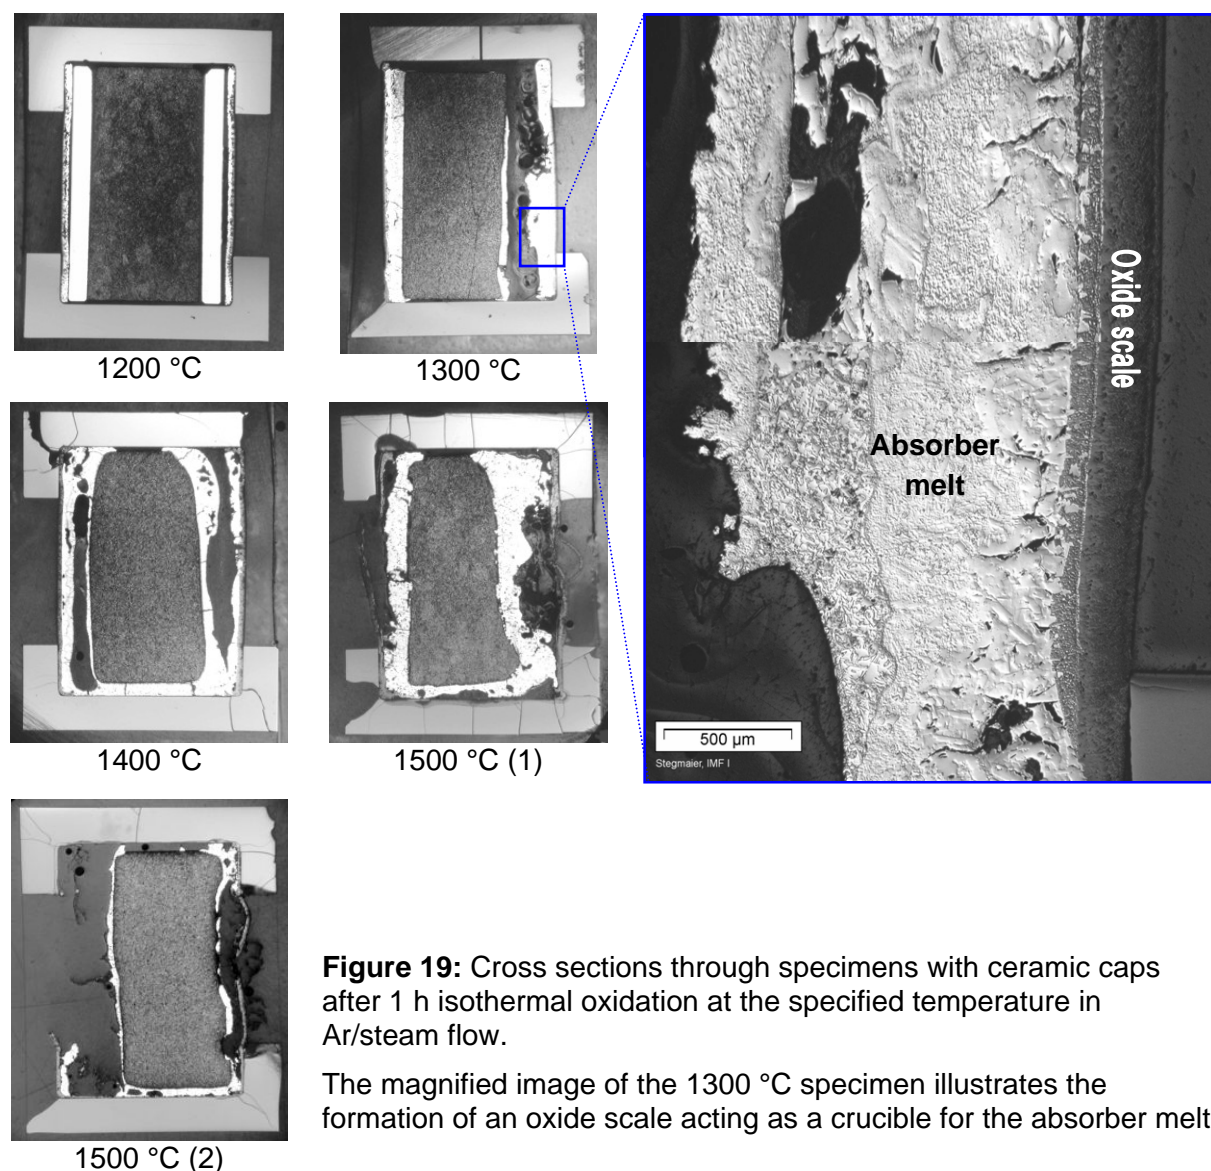 1200 °C
1300 °C
Oxide scale
Absorber
melt
500 µm
Stegmaier, IMF I
1400 °C
1500 °C (1)
1500 °C (2)
Figure 19: Cross sections through specimens with ceramic caps
after 1 h isothermal oxidation at the specified temperature in
Ar/steam flow.
The magnified image of the 1300 °C specimen illustrates the
formation of an oxide scale acting as a crucible for the absorber melt